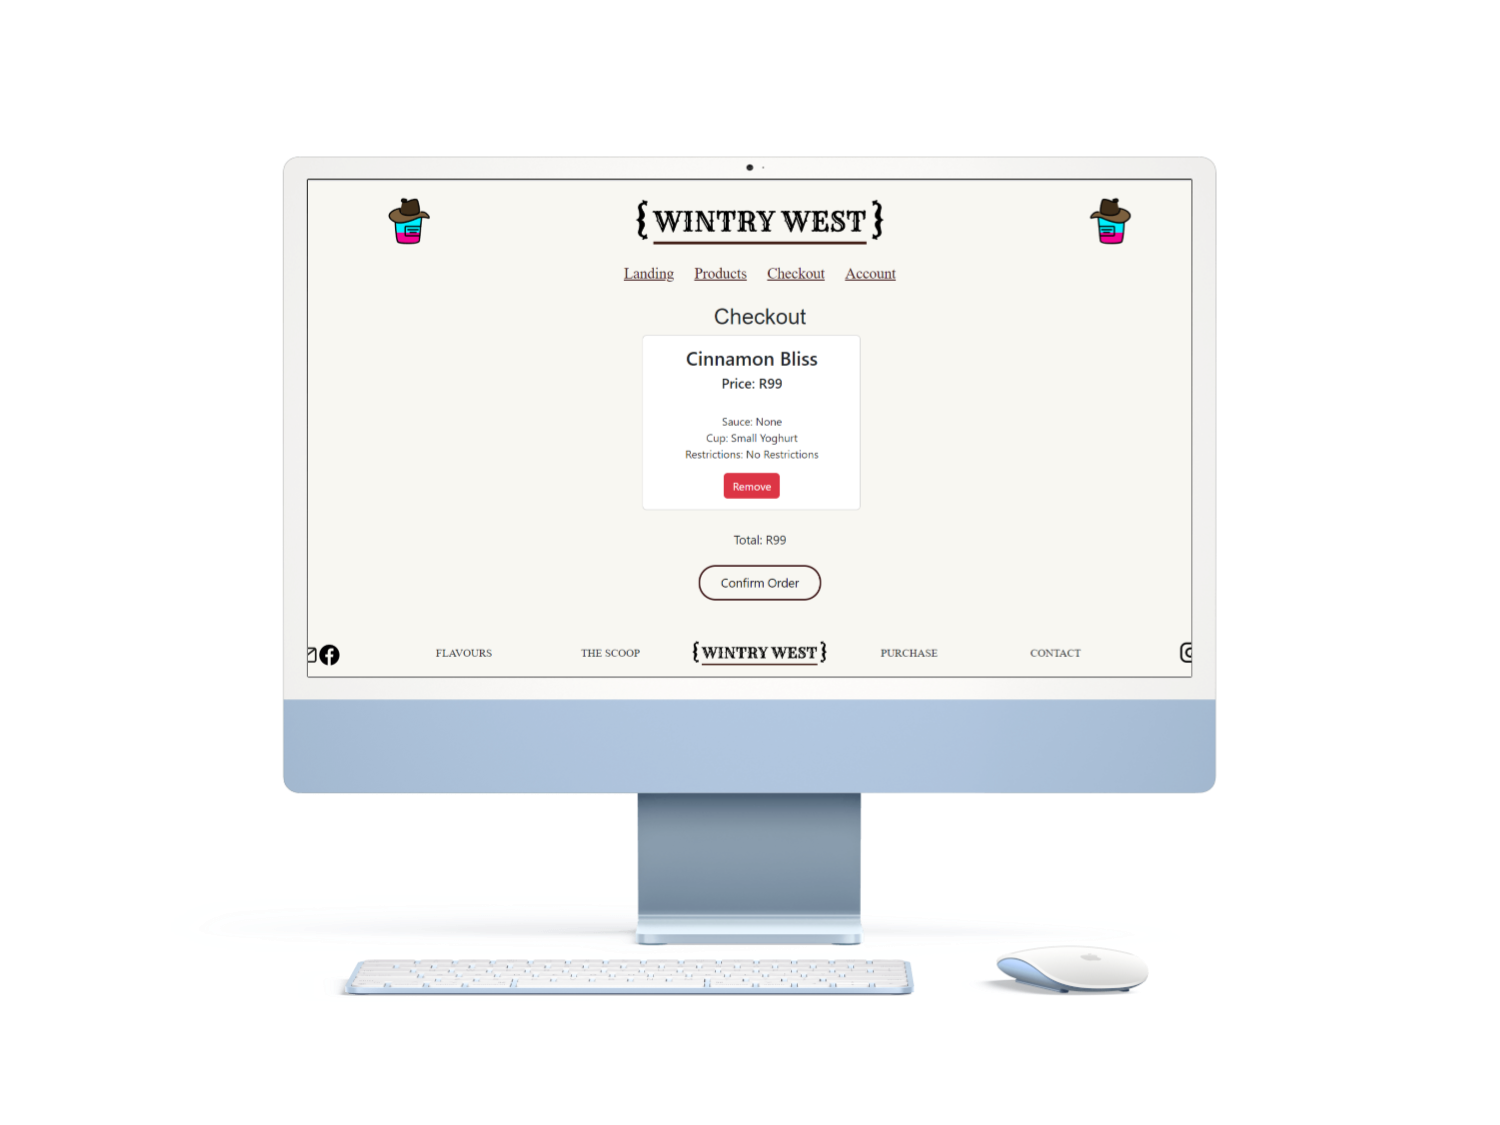 { WINTRY WEST }
Landing Products Checkout Account
Checkout
Cinnamon Bliss
Price: R99
Sauce: None
Cup: Small Yoghurt
Restrictions: No Restrictions
Remove
Total: R99
Confirm Order
FLAVOURS THE SCOOP { WINTRY WEST } PURCHASE CONTACT